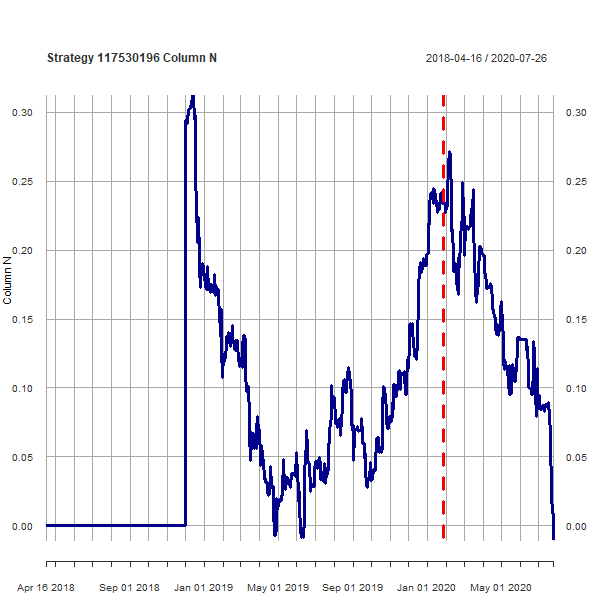 Strategy 117530196 Column N
2018-04-16 / 2020-07-26
Column N
0.30
0.25
0.20
0.15
0.10
0.05
0.00
0.30
0.25
0.20
0.15
0.10
0.05
0.00
Apr 16 2018
Sep 01 2018
Jan 01 2019
May 01 2019
Sep 01 2019
Jan 01 2020
May 01 2020